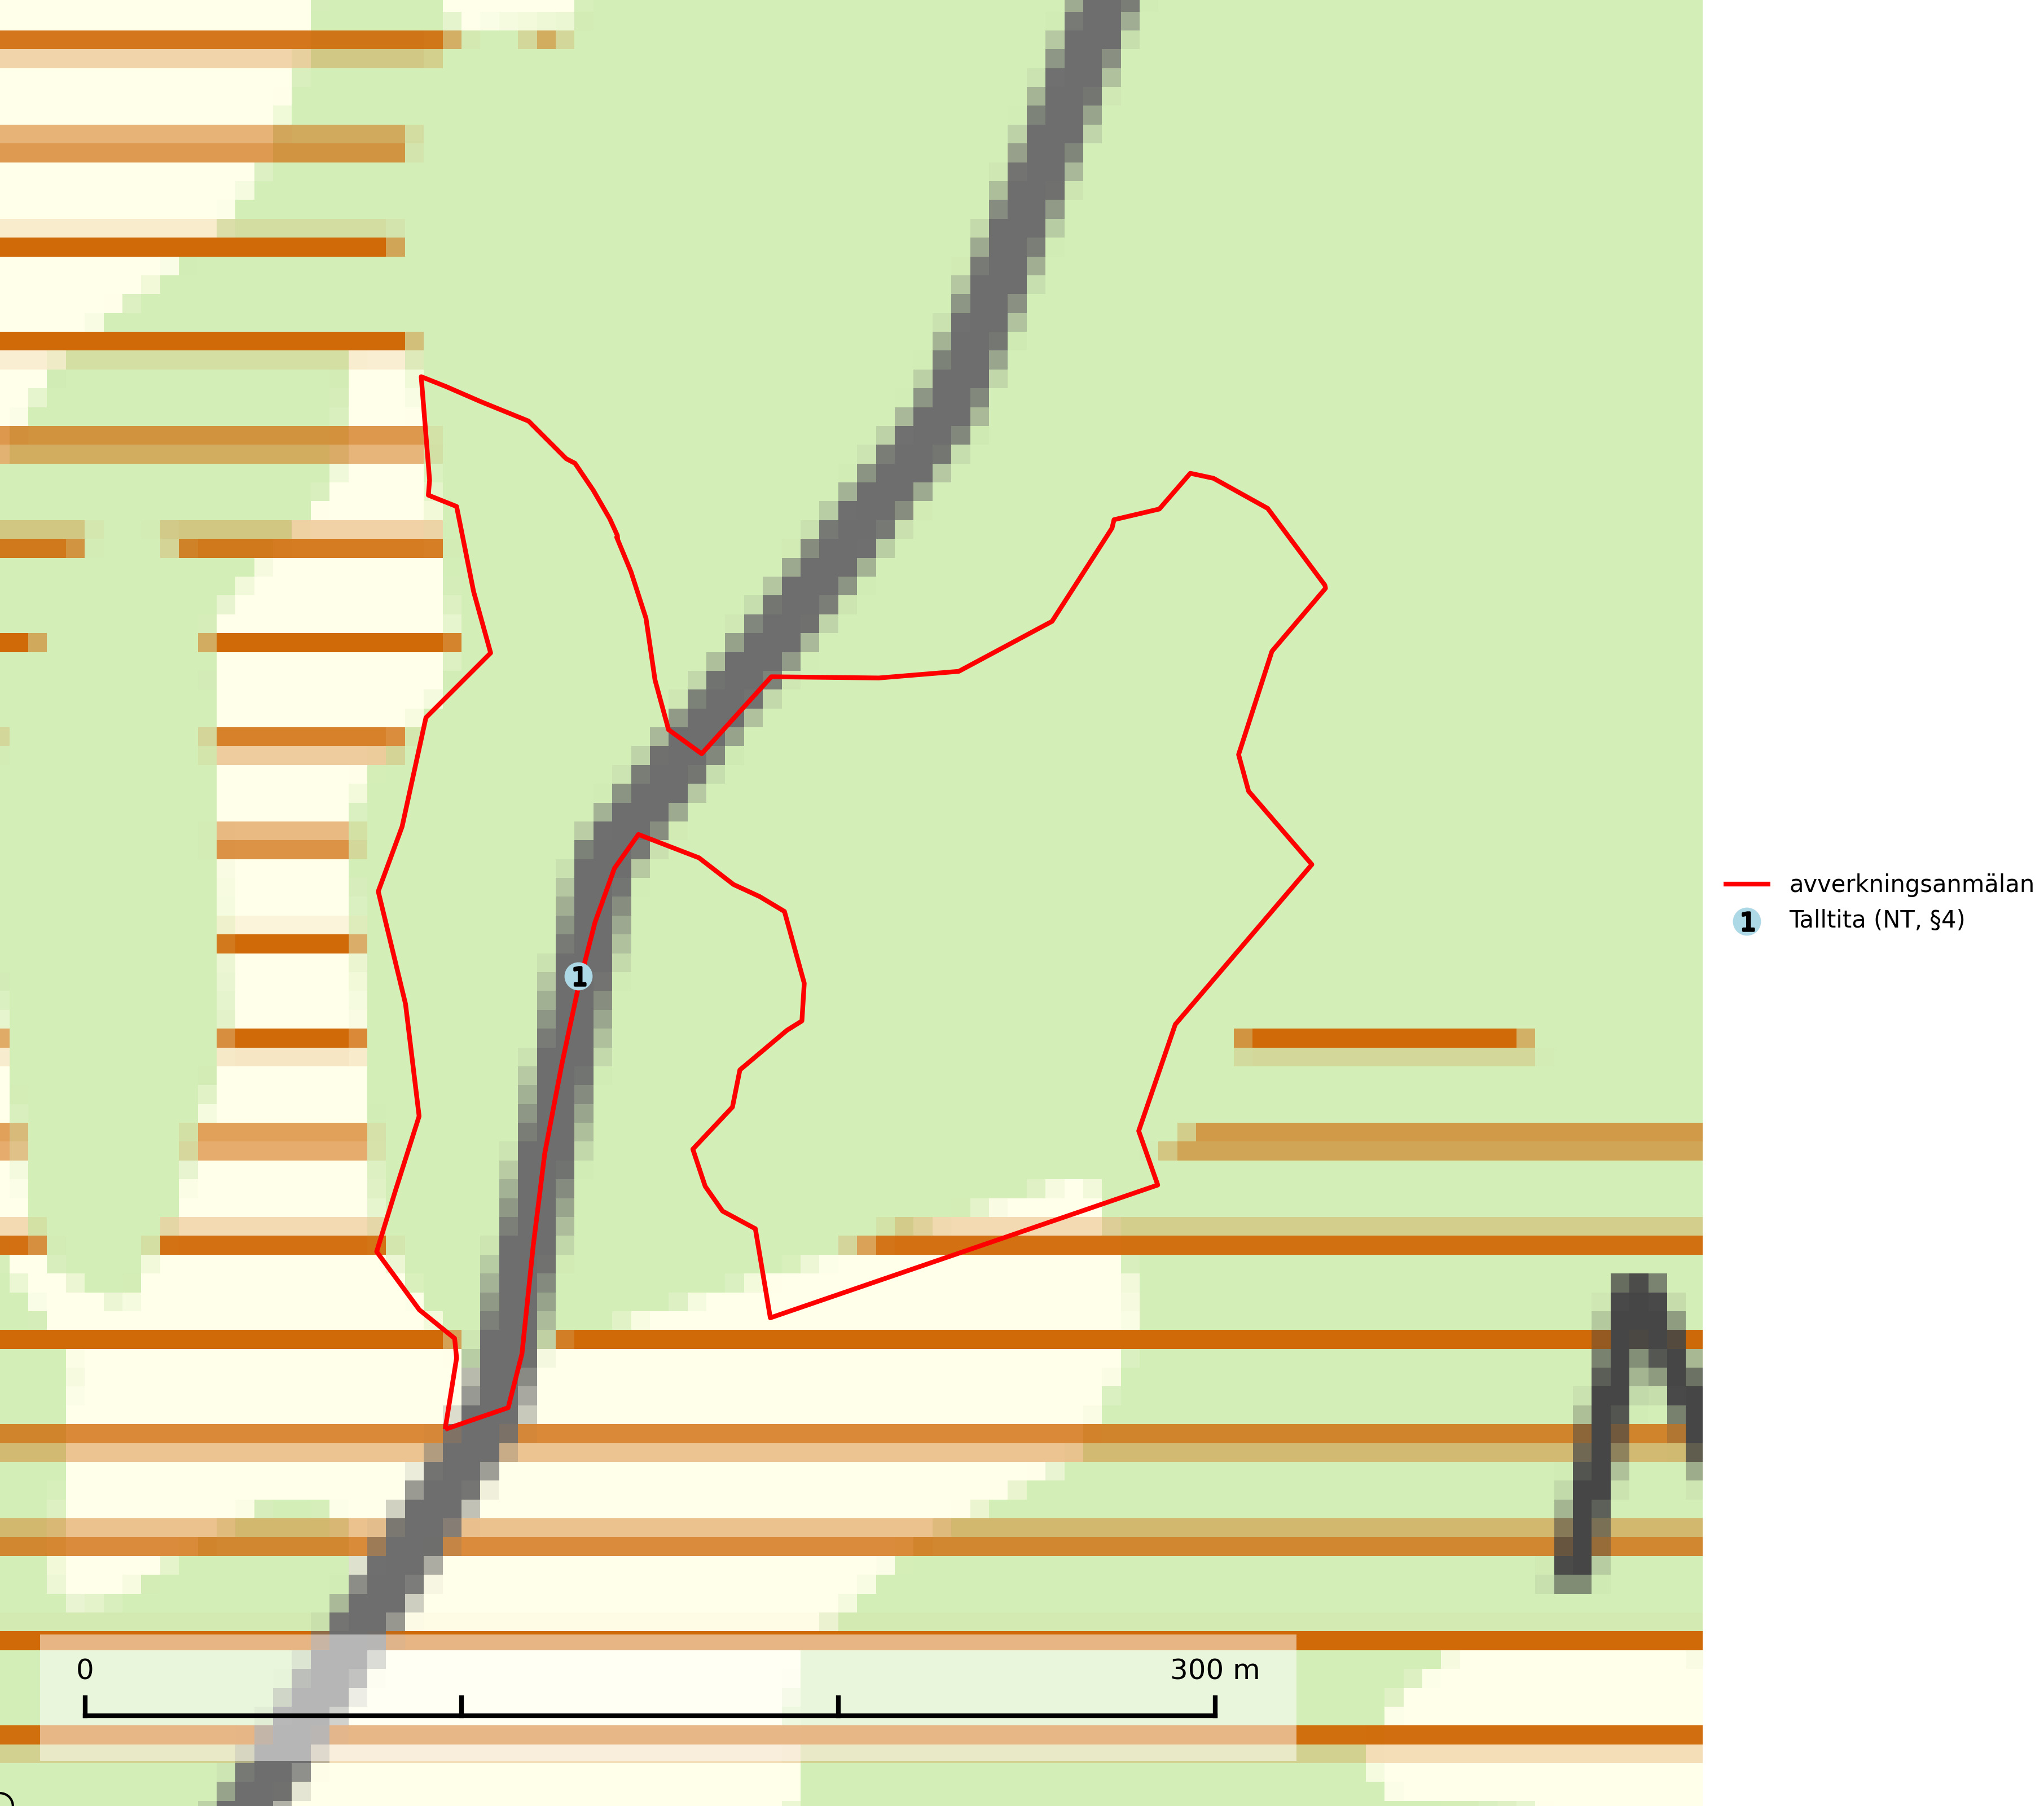 avverkningsanmälan
1 Talltita (NT, §4)
1
0 300 m